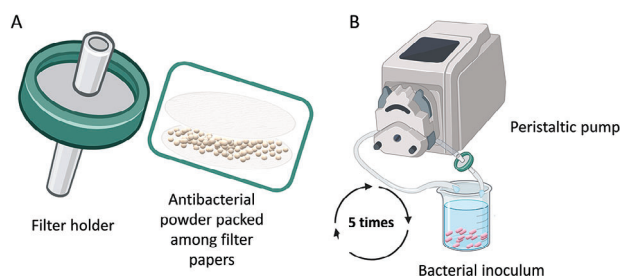 A
B
Peristaltic pump
Filter holder
Antibacterial
powder packed
among filter
papers
5 times
Bacterial inoculum